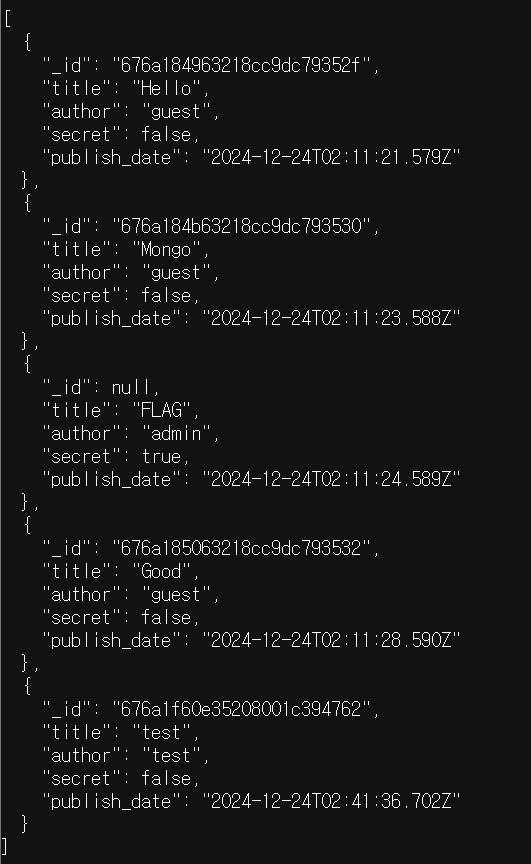 [
  {
    "_id": "676a184963218cc9dc79352f",
    "title": "Hello",
    "author": "guest",
    "secret": false,
    "publish_date": "2024-12-24T02:11:21.579Z"
  },
  {
    "_id": "676a184b63218cc9dc793530",
    "title": "Mongo",
    "author": "guest",
    "secret": false,
    "publish_date": "2024-12-24T02:11:23.588Z"
  },
  {
    "_id": null,
    "title": "FLAG",
    "author": "admin",
    "secret": true,
    "publish_date": "2024-12-24T02:11:24.589Z"
  },
  {
    "_id": "676a185063218cc9dc793532",
    "title": "Good",
    "author": "guest",
    "secret": false,
    "publish_date": "2024-12-24T02:11:28.590Z"
  },
  {
    "_id": "676a1f60e35208001c394762",
    "title": "test",
    "author": "test",
    "secret": false,
    "publish_date": "2024-12-24T02:41:36.702Z"
  }
]